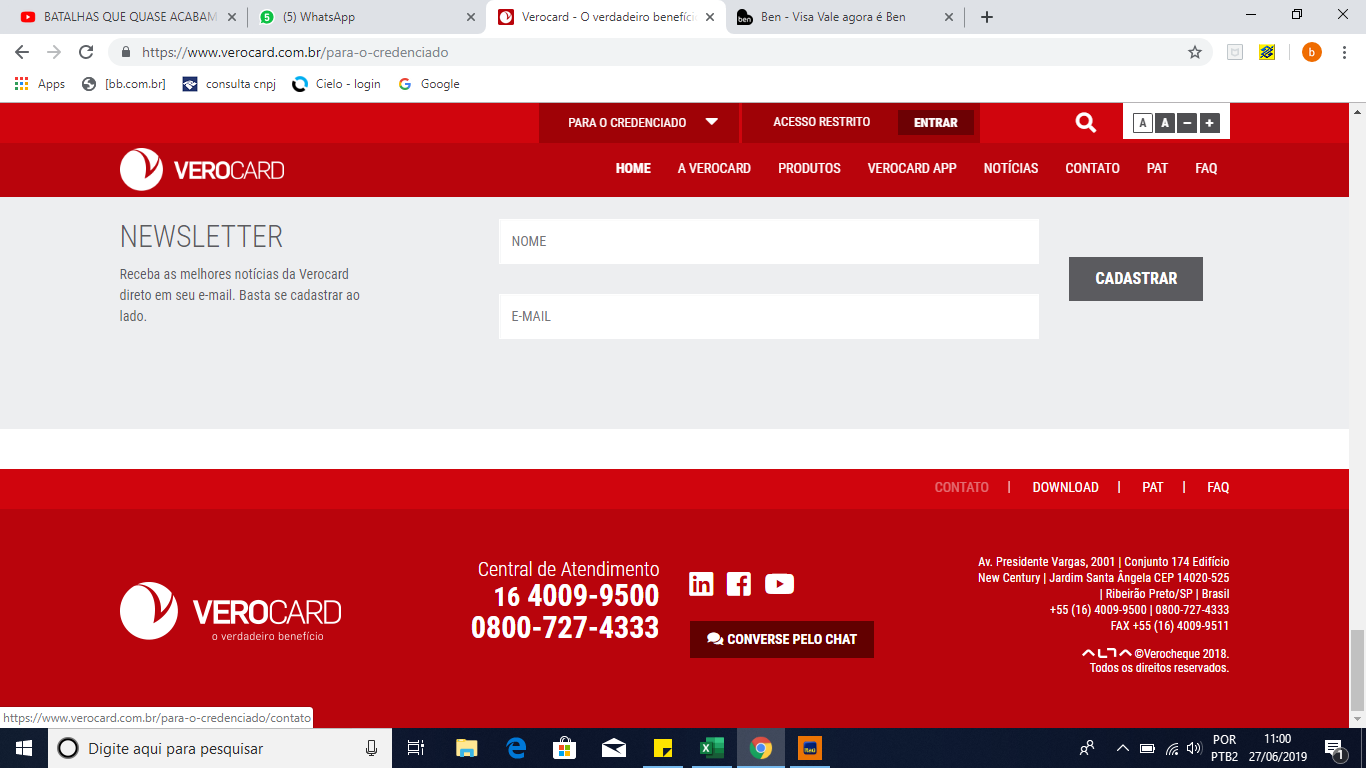 BATALHAS QUE QUASE ACABAM
(5) WhatsApp
Verocard - O verdadeiro benefíci
Ben - Visa Vale agora é Ben
https://www.verocard.com.br/para-o-credenciado
b
Apps
[bb.com.br]
consulta cnpj
Cielo - login
Google
PARA O CREDENCIADO
ACESSO RESTRITO
ENTRAR
A A − +
VEROCARD
HOME A VEROCARD PRODUTOS VEROCARD APP NOTÍCIAS CONTATO PAT FAQ
NEWSLETTER
Receba as melhores notícias da Verocard
direto em seu e-mail. Basta se cadastrar ao
lado.
NOME
E-MAIL
CADASTRAR
CONTATO | DOWNLOAD | PAT | FAQ
VEROCARD
o verdadeiro benefício
Central de Atendimento
16 4009-9500
0800-727-4333
CONVERSE PELO CHAT
Av. Presidente Vargas, 2001 | Conjunto 174 Edifício
New Century | Jardim Santa Ângela CEP 14020-525
| Ribeirão Preto/SP | Brasil
+55 (16) 4009-9500 | 0800-727-4333
FAX +55 (16) 4009-9511
©Verocheque 2018.
Todos os direitos reservados.
https://www.verocard.com.br/para-o-credenciado/contato
Digite aqui para pesquisar
POR
PTB2
11:00
27/06/2019
1